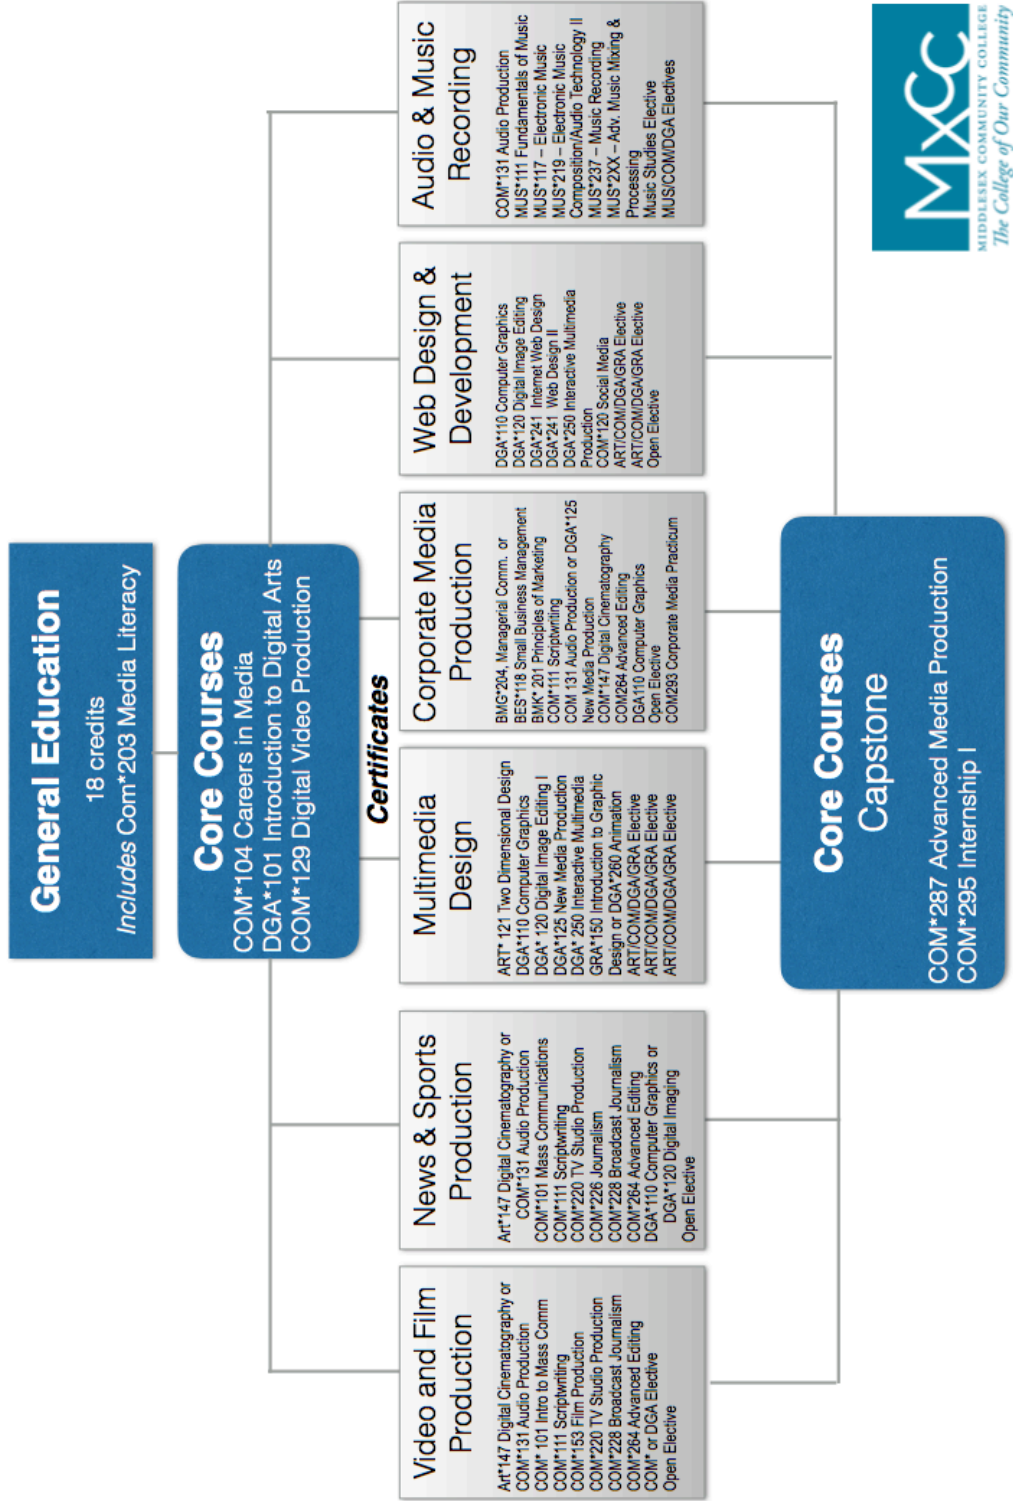 General Education
18 credits
Includes Com*203 Media Literacy
Core Courses
COM*104 Careers in Media
DGA*101 Introduction to Digital Arts
COM*129 Digital Video Production
Certificates
Video and Film
Production
Art*147 Digital Cinematography or
COM*131 Audio Production
COM* 101 Intro to Mass Comm
COM*111 Scriptwriting
COM*153 Film Production
COM*220 TV Studio Production
COM*228 Broadcast Journalism
COM*264 Advanced Editing
COM* or DGA Elective
Open Elective
News & Sports
Production
Art*147 Digital Cinematography or
COM*131 Audio Production
COM*101 Mass Communications
COM*111 Scriptwriting
COM*220 TV Studio Production
COM*226 Journalism
COM*228 Broadcast Journalism
COM*264 Advanced Editing
DGA*110 Computer Graphics or
DGA*120 Digital Imaging
Open Elective
Multimedia
Design
ART* 121 Two Dimensional Design
DGA*110 Computer Graphics
DGA* 120 Digital Image Editing I
DGA*125 New Media Production
DGA* 250 Interactive Multimedia
GRA*150 Introduction to Graphic
Design or DGA*260 Animation
ART/COM/DGA/GRA Elective
ART/COM/DGA/GRA Elective
ART/COM/DGA/GRA Elective
Corporate Media
Production
BMG*204, Managerial Comm. or
BES*118 Small Business Management
BMK* 201 Principles of Marketing
COM*111 Scriptwriting
COM 131 Audio Production or DGA*125
New Media Production
COM*147 Digital Cinematography
COM264 Advanced Editing
DGA110 Computer Graphics
Open Elective
COM293 Corporate Media Practicum
Web Design &
Development
DGA*110 Computer Graphics
DGA*120 Digital Image Editing
DGA*241 Internet Web Design
DGA*241 Web Design II
DGA*250 Interactive Multimedia
Production
COM*120 Social Media
ART/COM/DGA/GRA Elective
ART/COM/DGA/GRA Elective
Open Elective
Audio & Music
Recording
COM*131 Audio Production
MUS*111 Fundamentals of Music
MUS*117 – Electronic Music
MUS*219 – Electronic Music
Composition/Audio Technology II
MUS*237 – Music Recording
MUS*2XX – Adv. Music Mixing &
Processing
Music Studies Elective
MUS/COM/DGA Electives
Core Courses
Capstone
COM*287 Advanced Media Production
COM*295 Internship I
MxCC
MIDDLESEX COMMUNITY COLLEGE
The College of Our Community